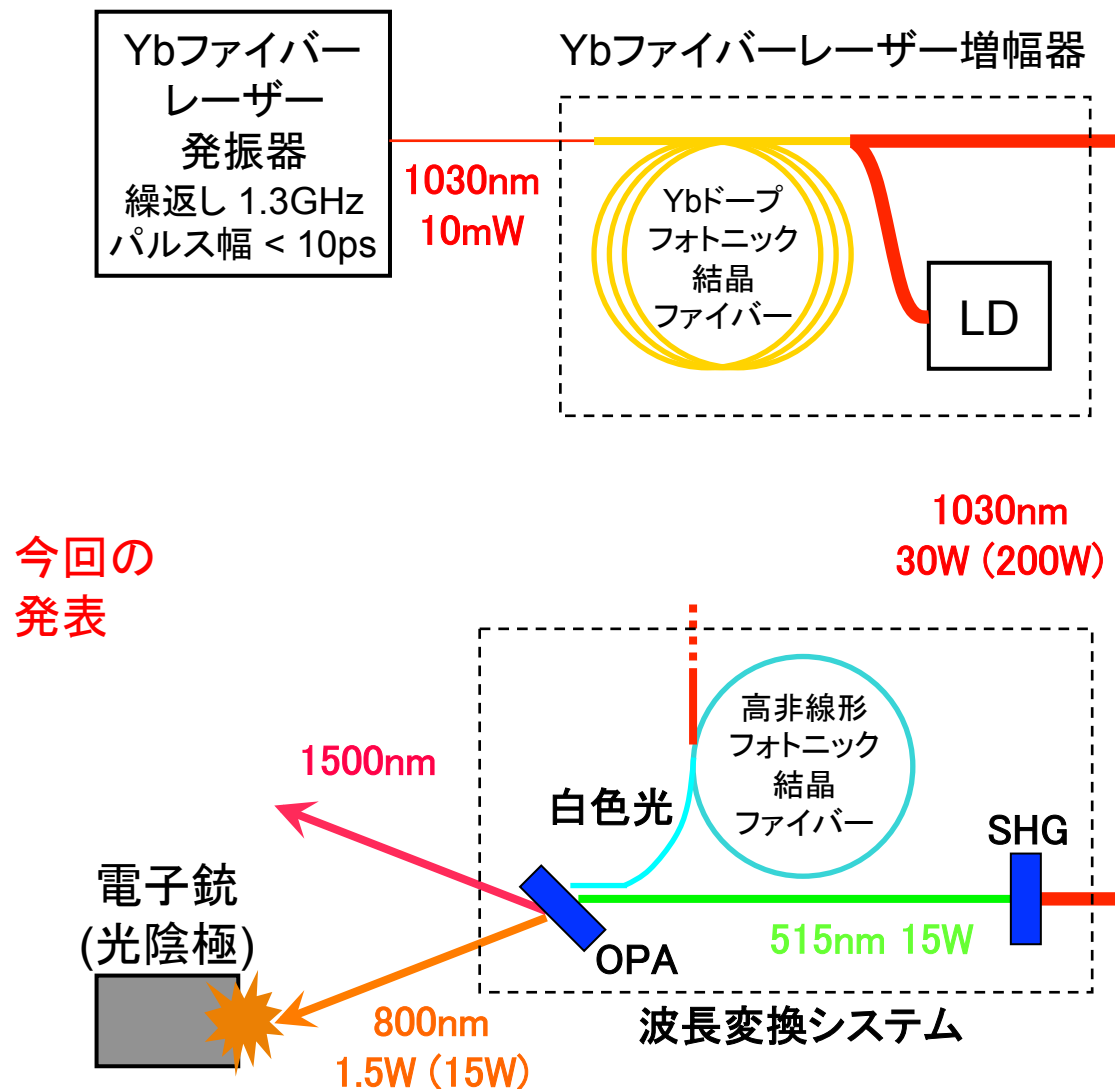 Ybファイバー
レーザー
発振器
繰返し 1.3GHz
パルス幅 < 10ps
Ybファイバーレーザー増幅器
1030nm
10mW
Ybドープ
フォトニック
結晶
ファイバー
LD
1030nm
30W (200W)
今回の
発表
高非線形
フォトニック
結晶
ファイバー
1500nm
白色光
SHG
電子銃
(光陰極)
OPA
515nm 15W
800nm
1.5W (15W)
波長変換システム